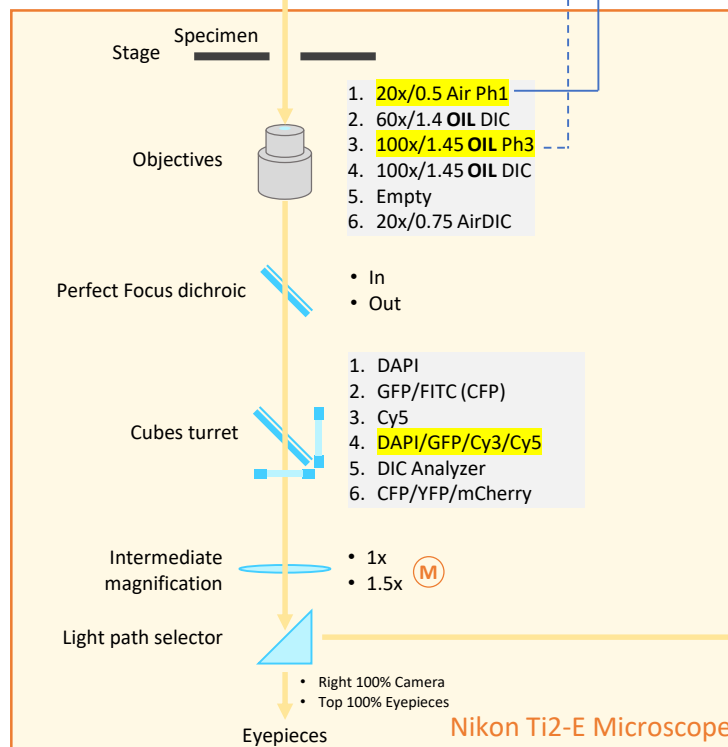 Specimen
Stage
1. 20x/0.5 Air Ph1
2. 60x/1.4 OIL DIC
3. 100x/1.45 OIL Ph3
4. 100x/1.45 OIL DIC
5. Empty
6. 20x/0.75 AirDIC
Objectives
Perfect Focus dichroic
• In
• Out
1. DAPI
2. GFP/FITC (CFP)
3. Cy5
4. DAPI/GFP/Cy3/Cy5
5. DIC Analyzer
6. CFP/YFP/mCherry
Cubes turret
Intermediate
magnification
• 1x
• 1.5x
M
Light path selector
• Right 100% Camera
• Top 100% Eyepieces
Eyepieces
Nikon Ti2-E Microscope